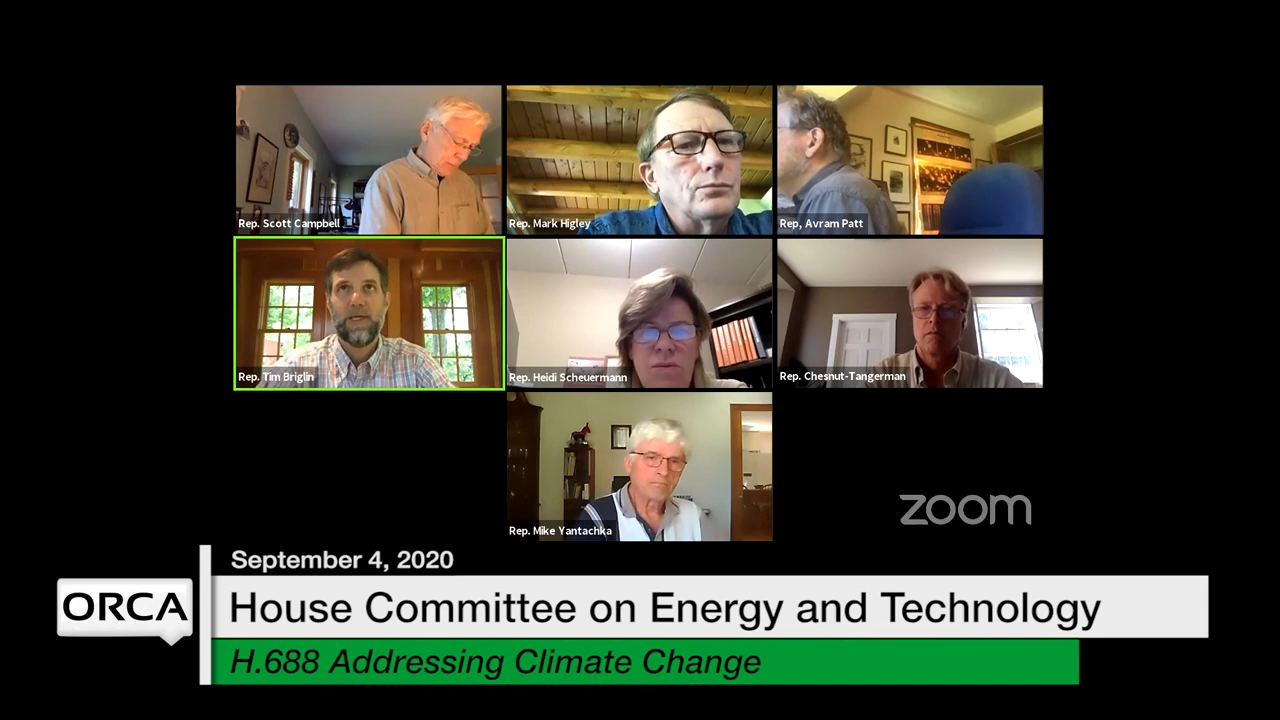 Rep. Scott Campbell
Rep. Mark Higley
Rep, Avram Patt
Rep. Tim Briglin
Rep. Heidi Scheuermann
Rep. Chesnut-Tangerman
Rep. Mike Yantachka
zoom
September 4, 2020
ORCA
House Committee on Energy and Technology
H.688 Addressing Climate Change